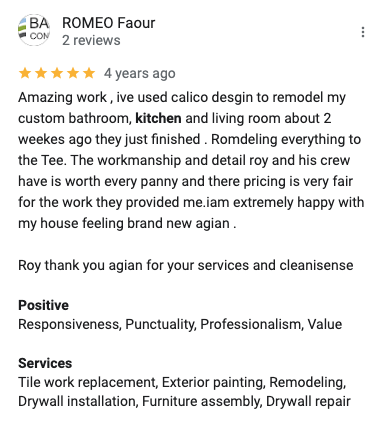 BA
CON
ROMEO Faour
2 reviews
4 years ago
Amazing work , ive used calico desgin to remodel my
custom bathroom, kitchen and living room about 2
weekes ago they just finished . Romdeling everything to
the Tee. The workmanship and detail roy and his crew
have is worth every panny and there pricing is very fair
for the work they provided me.iam extremely happy with
my house feeling brand new agian .
Roy thank you agian for your services and cleanisense
Positive
Responsiveness, Punctuality, Professionalism, Value
Services
Tile work replacement, Exterior painting, Remodeling,
Drywall installation, Furniture assembly, Drywall repair